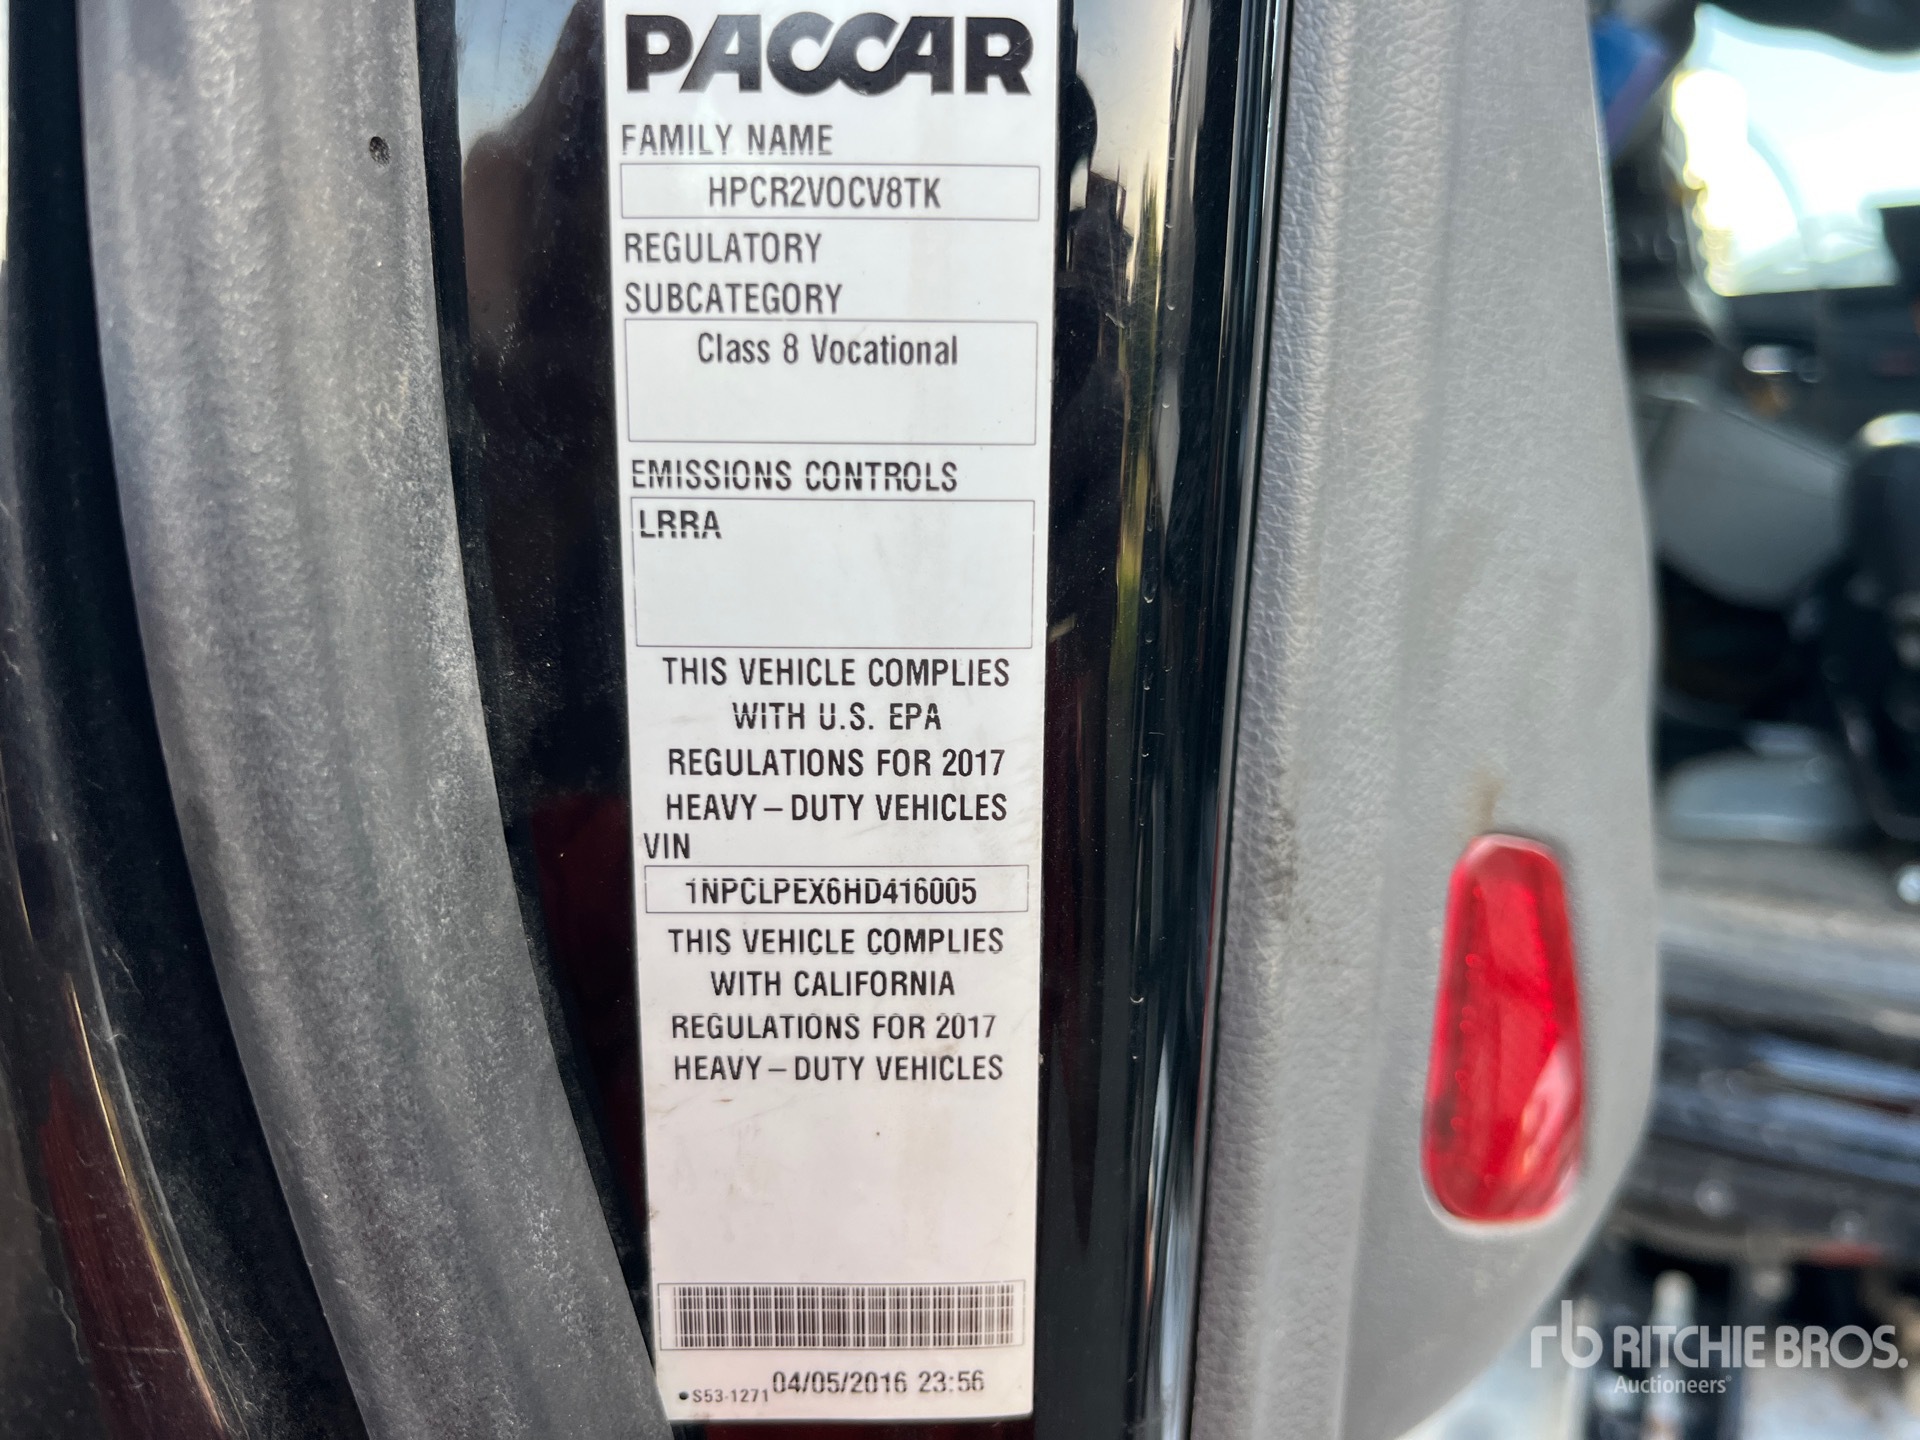 PACCAR
FAMILY NAME
HPCR2VOCV8TK
REGULATORY
SUBCATEGORY
Class 8 Vocational
EMISSIONS CONTROLS
LRRA
THIS VEHICLE COMPLIES
WITH U.S. EPA
REGULATIONS FOR 2017
HEAVY – DUTY VEHICLES
VIN
1NPCLPEX6HD416005
THIS VEHICLE COMPLIES
WITH CALIFORNIA
REGULATIONS FOR 2017
HEAVY – DUTY VEHICLES
S53-1271 04/05/2016 23:56
rb RITCHIE BROS.
Auctioneers